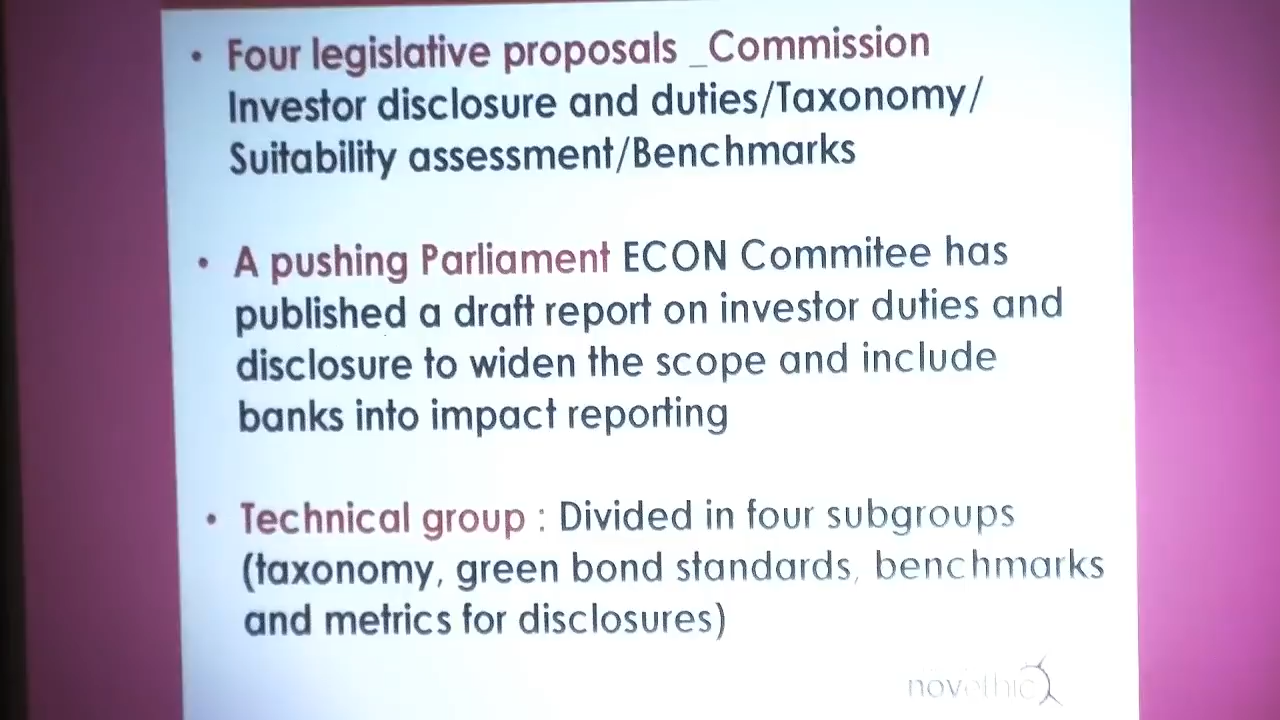 • Four legislative proposals _Commission
Investor disclosure and duties/Taxonomy/
Suitability assessment/Benchmarks
• A pushing Parliament ECON Commitee has
published a draft report on investor duties and
disclosure to widen the scope and include
banks into impact reporting
• Technical group : Divided in four subgroups
(taxonomy, green bond standards, benchmarks
and metrics for disclosures)
novethic